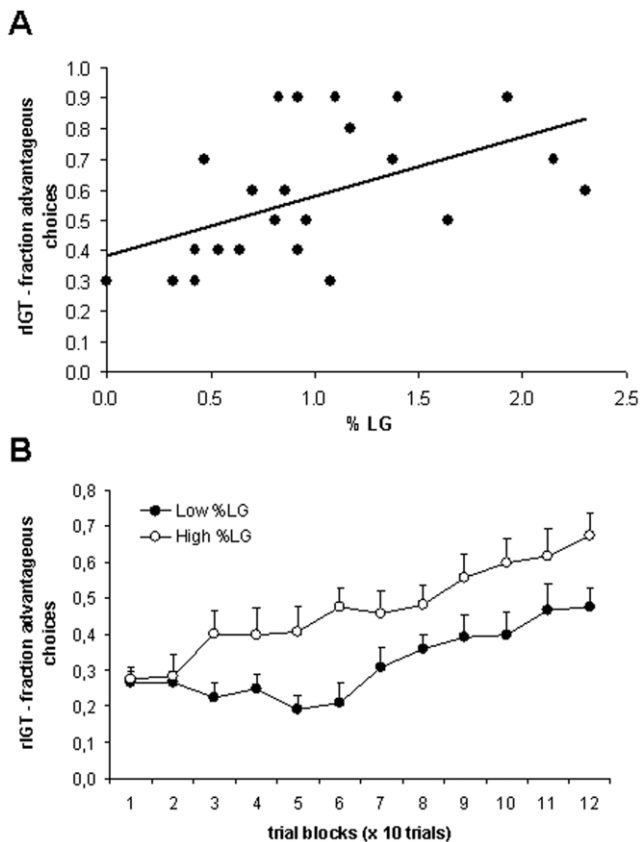 A
rIGT - fraction advantageous
choices
1.0
0.9
0.8
0.7
0.6
0.5
0.4
0.3
0.2
0.1
0.0
0.0 0.5 1.0 1.5 2.0 2.5
% LG
B
rIGT - fraction advantageous
choices
0,8
0,7
0,6
0,5
0,4
0,3
0,2
0,1
0,0
Low %LG
High %LG
1 2 3 4 5 6 7 8 9 10 11 12
trial blocks (x 10 trials)